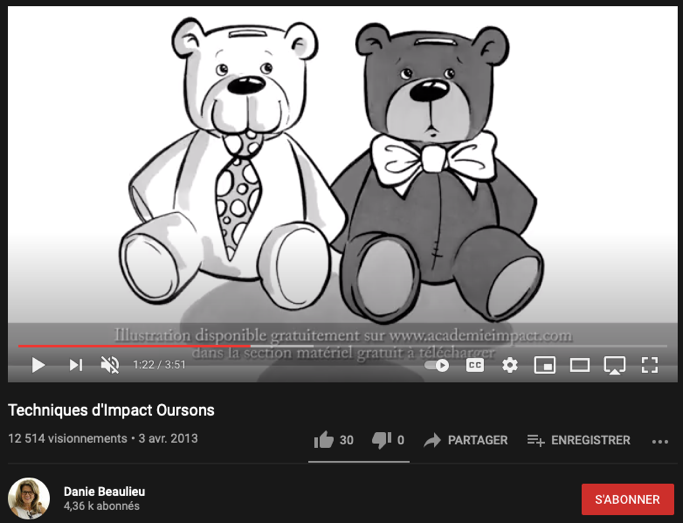 Illustration disponible gratuitement sur www.academieimpact.com
dans la section matériel gratuit à télécharger
1:22 / 3:51
CC
Techniques d'Impact Oursons
12 514 visionnements • 3 avr. 2013
30
0
PARTAGER
ENREGISTRER
Danie Beaulieu
4,36 k abonnés
S'ABONNER